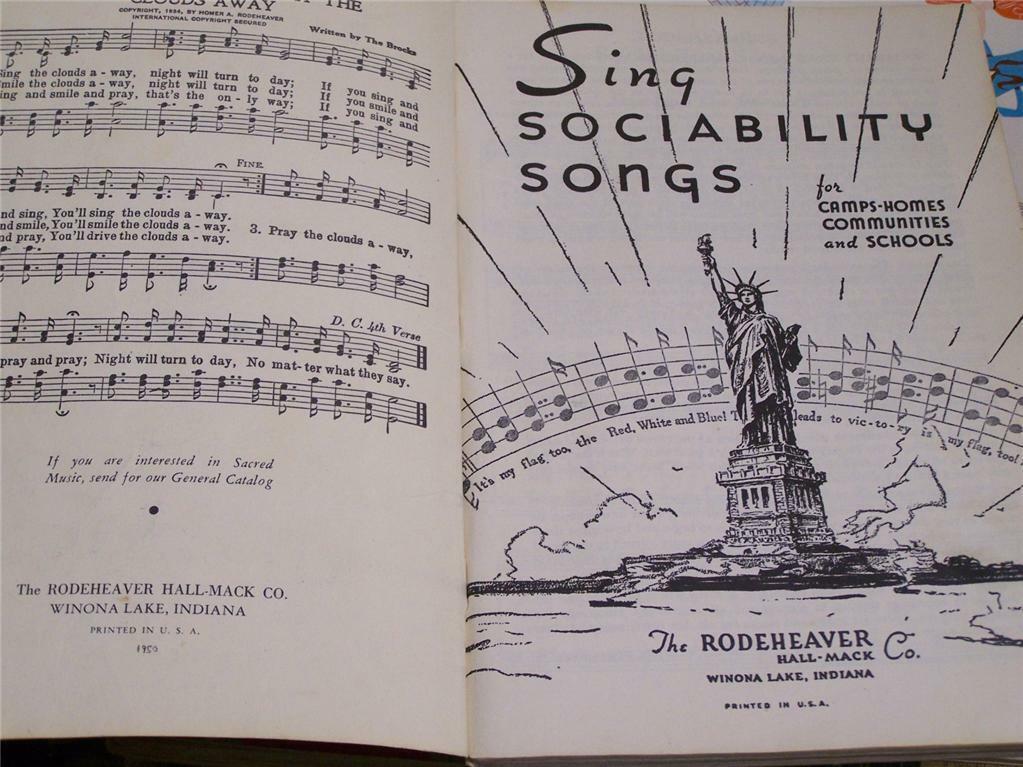 THE
CLOUDS AWAY
COPYRIGHT, 1934, BY HOMER A. RODEHEAVER
INTERNATIONAL COPYRIGHT SECURED
Written by The Brocks
Sing the clouds a - way, night will turn to day; If you sing and
Smile the clouds a - way, night will turn to day; If you smile and
ing and smile and pray, that's the on - ly way; If you sing and
FINE.
and sing, You'll sing the clouds a - way.
and smile, You'll smile the clouds a - way.
and pray, You'll drive the clouds a - way.
3. Pray the clouds a - way,
D. C. 4th Verse
pray and pray; Night will turn to day, No mat-ter what they say.
If you are interested in Sacred
Music, send for our General Catalog
The RODEHEAVER HALL-MACK CO.
WINONA LAKE, INDIANA
PRINTED IN U. S. A.
1950
Sing
SOCIABILITY
SONGS
for
CAMPS-HOMES
COMMUNITIES
and SCHOOLS
It's my flag too, the Red, White and Blue! T leads to vic-to-ry is my flag, too!
The RODEHEAVER
HALL-MACK Co.
WINONA LAKE, INDIANA
PRINTED IN U.S.A.